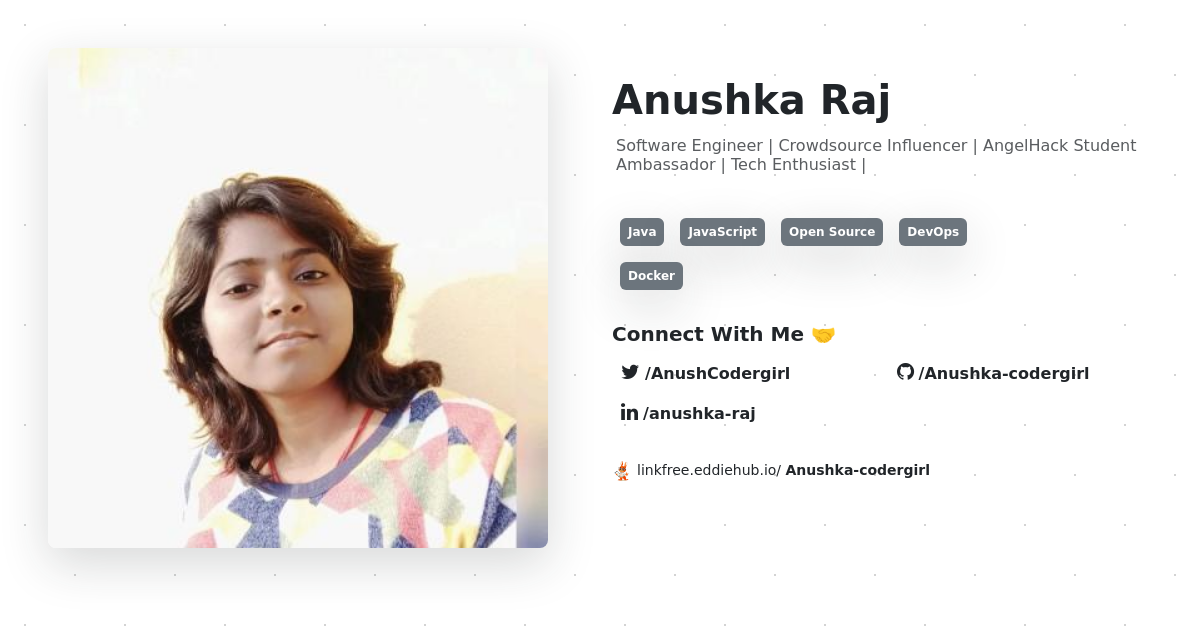 Anushka Raj
Software Engineer | Crowdsource Influencer | AngelHack Student
Ambassador | Tech Enthusiast |
Java JavaScript Open Source DevOps
Docker
Connect With Me 🤝
/AnushCodergirl /Anushka-codergirl
in /anushka-raj
linkfree.eddiehub.io/ Anushka-codergirl